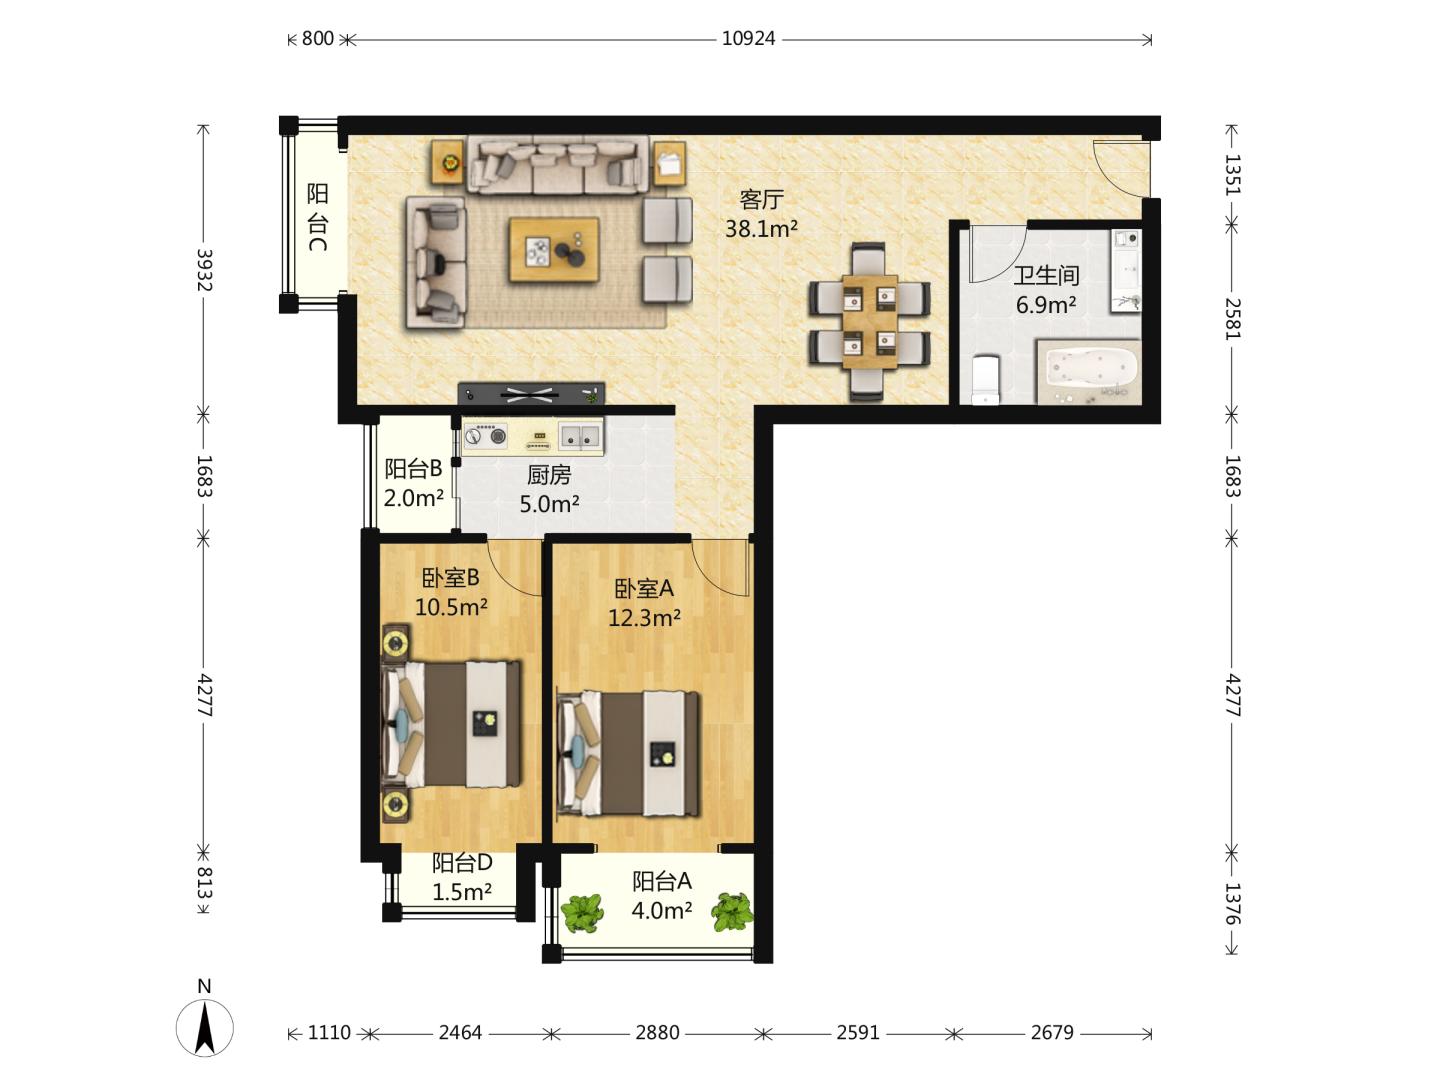 800
10924
阳
台C
客厅
38.1m²
卫生间
6.9m²
3932
1351
2581
阳台B
2.0m²
厨房
5.0m²
1683
1683
卧室B
10.5m²
卧室A
12.3m²
4277
4277
阳台D
1.5m²
阳台A
4.0m²
813
1376
N
1110
2464
2880
2591
2679